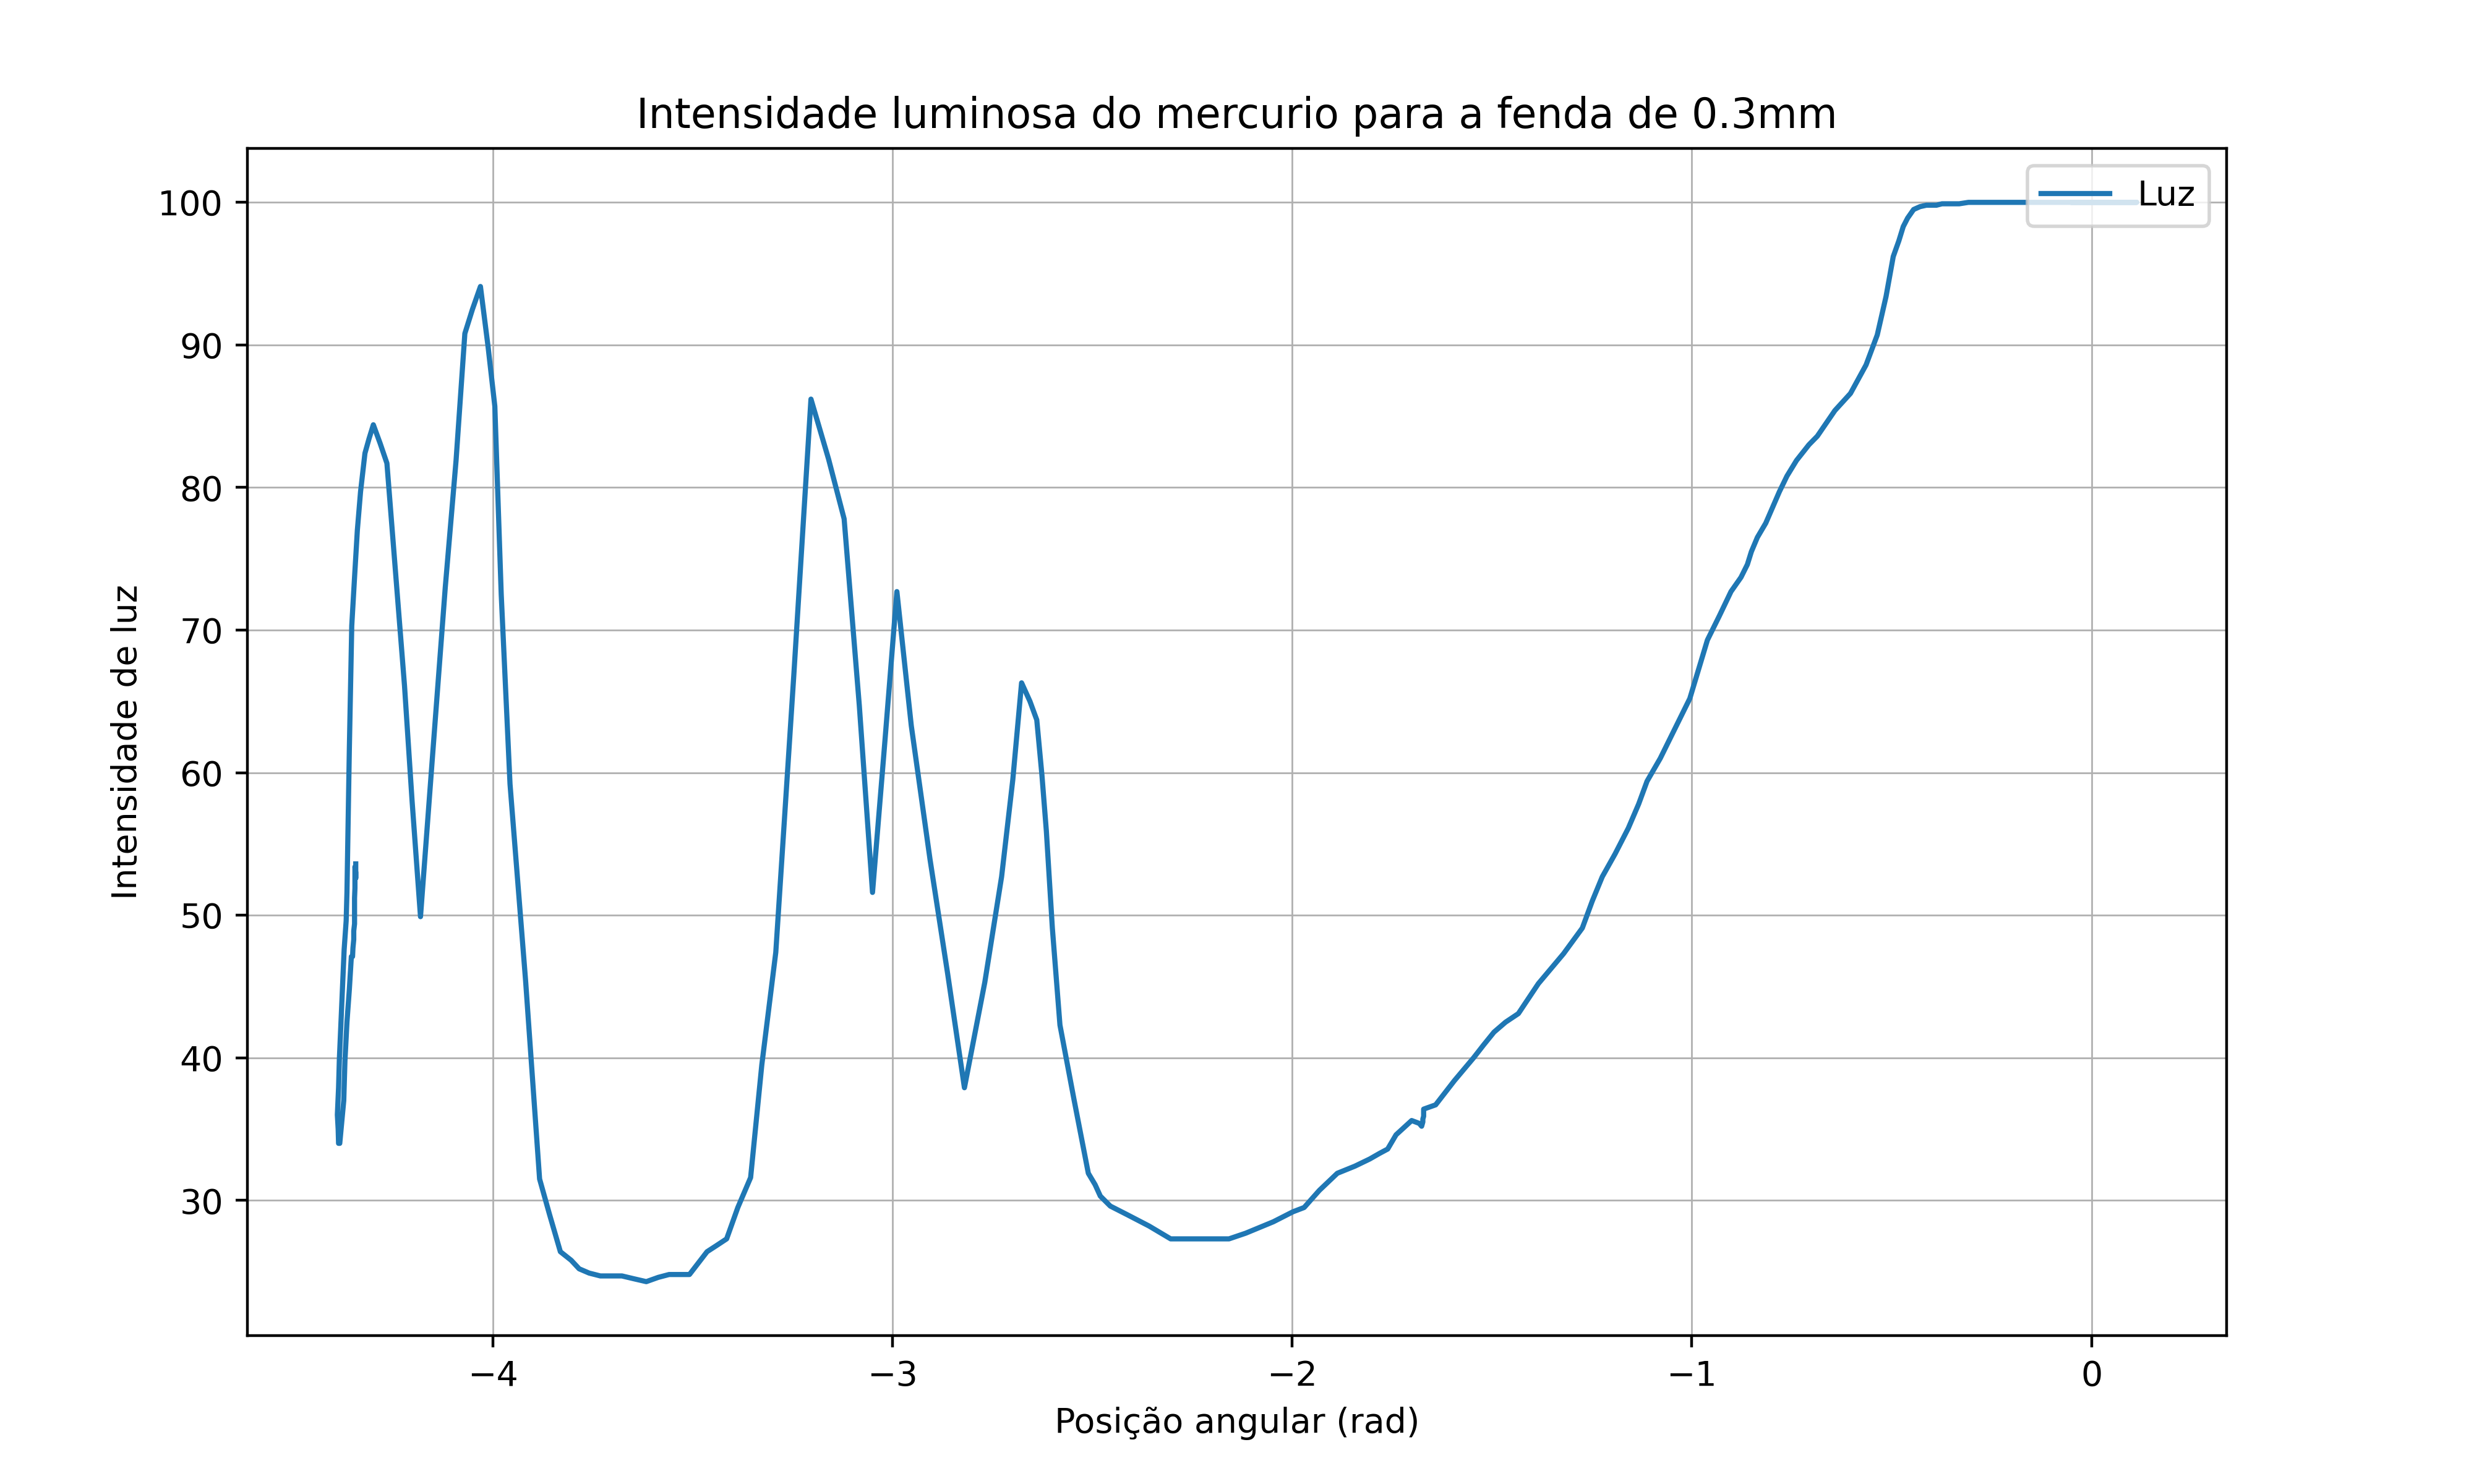 Intensidade luminosa do mercurio para a fenda de 0.3mm
Luz
100
90
80
70
60
50
40
30
Intensidade de luz
−4 −3 −2 −1 0
Posição angular (rad)